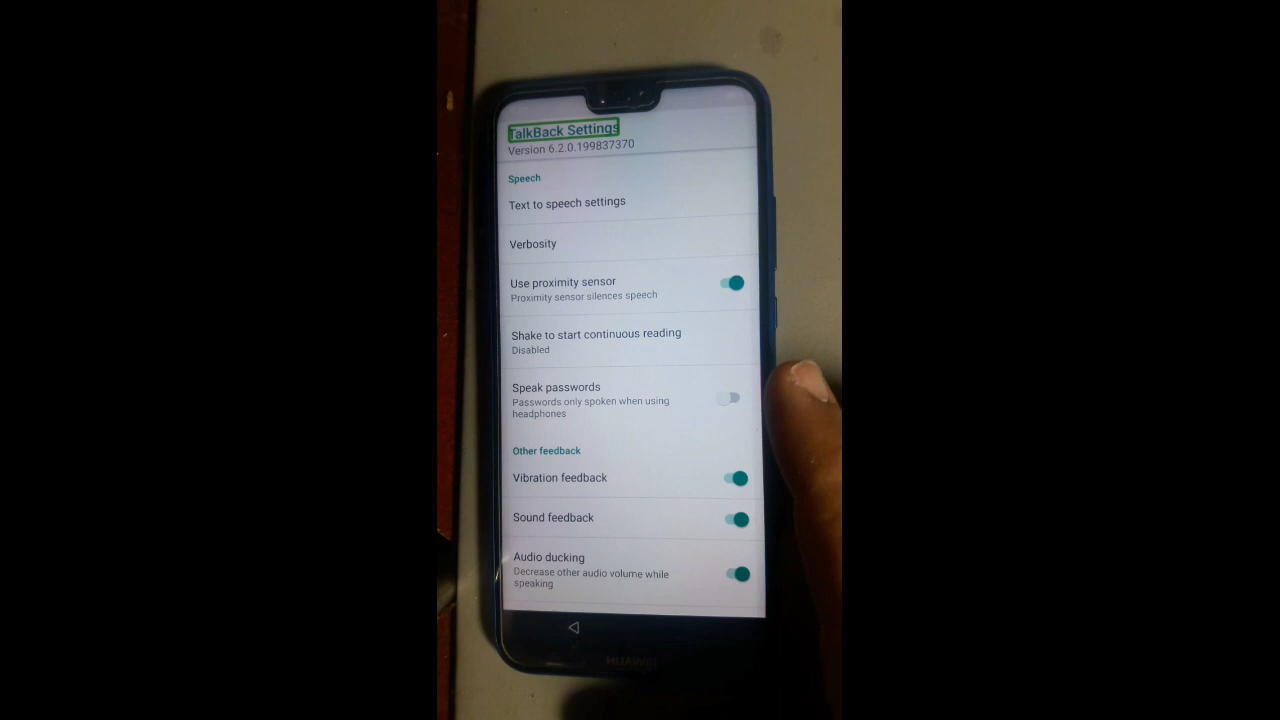 TalkBack Settings
Version 6.2.0.199837370
Speech
Text to speech settings
Verbosity
Use proximity sensor
Proximity sensor silences speech
Shake to start continuous reading
Disabled
Speak passwords
Passwords only spoken when using
headphones
Other feedback
Vibration feedback
Sound feedback
Audio ducking
Decrease other audio volume while
speaking
HUAWEI